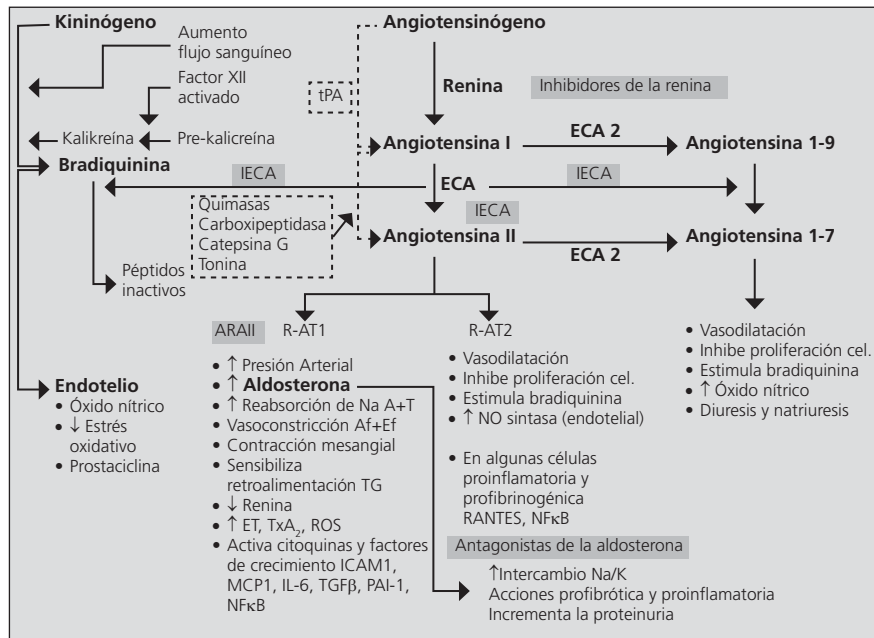 Kininógeno
Aumento
flujo sanguíneo
Factor XII
activado
Kalikreína
Pre-kalicreína
Bradiquinina
Péptidos
inactivos
Endotelio
• Óxido nítrico
• ↓ Estrés
oxidativo
• Prostaciclina
Angiotensinógeno
tPA
Renina
Inhibidores de la renina
Angiotensina I
ECA 2
Angiotensina 1-9
IECA
ECA
IECA
Quimasas
Carboxipeptidasa
Catepsina G
Tonina
IECA
Angiotensina II
ECA 2
Angiotensina 1-7
ARAII
R-AT1
• ↑ Presión Arterial
• ↑ Aldosterona
• ↑ Reabsorción de Na A+T
• Vasoconstricción Af+Ef
• Contracción mesangial
• Sensibiliza
retroalimentación TG
• ↓ Renina
• ↑ ET, TxA₂, ROS
• Activa citoquinas y factores
de crecimiento ICAM1,
MCP1, IL-6, TGFβ, PAI-1,
NFκB
R-AT2
• Vasodilatación
• Inhibe proliferación cel.
• Estimula bradiquinina
• ↑ NO sintasa (endotelial)
• En algunas células
proinflamatoria y
profibrinogénica
RANTES, NFκB
• Vasodilatación
• Inhibe proliferación cel.
• Estimula bradiquinina
• ↑ Óxido nítrico
• Diuresis y natriuresis
Antagonistas de la aldosterona
↑Intercambio Na/K
Acciones profibrótica y proinflamatoria
Incrementa la proteinuria